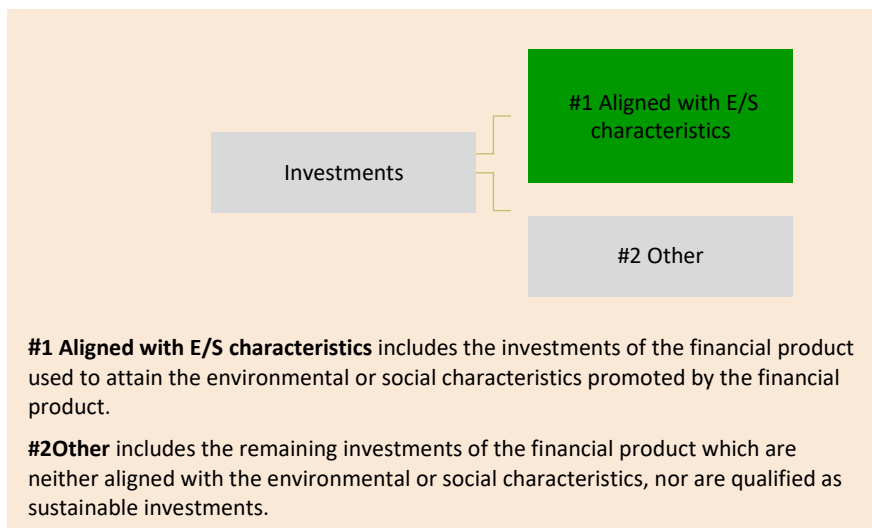 #1 Aligned with E/S
characteristics
Investments
#2 Other
#1 Aligned with E/S characteristics includes the investments of the financial product
used to attain the environmental or social characteristics promoted by the financial
product.
#2Other includes the remaining investments of the financial product which are
neither aligned with the environmental or social characteristics, nor are qualified as
sustainable investments.